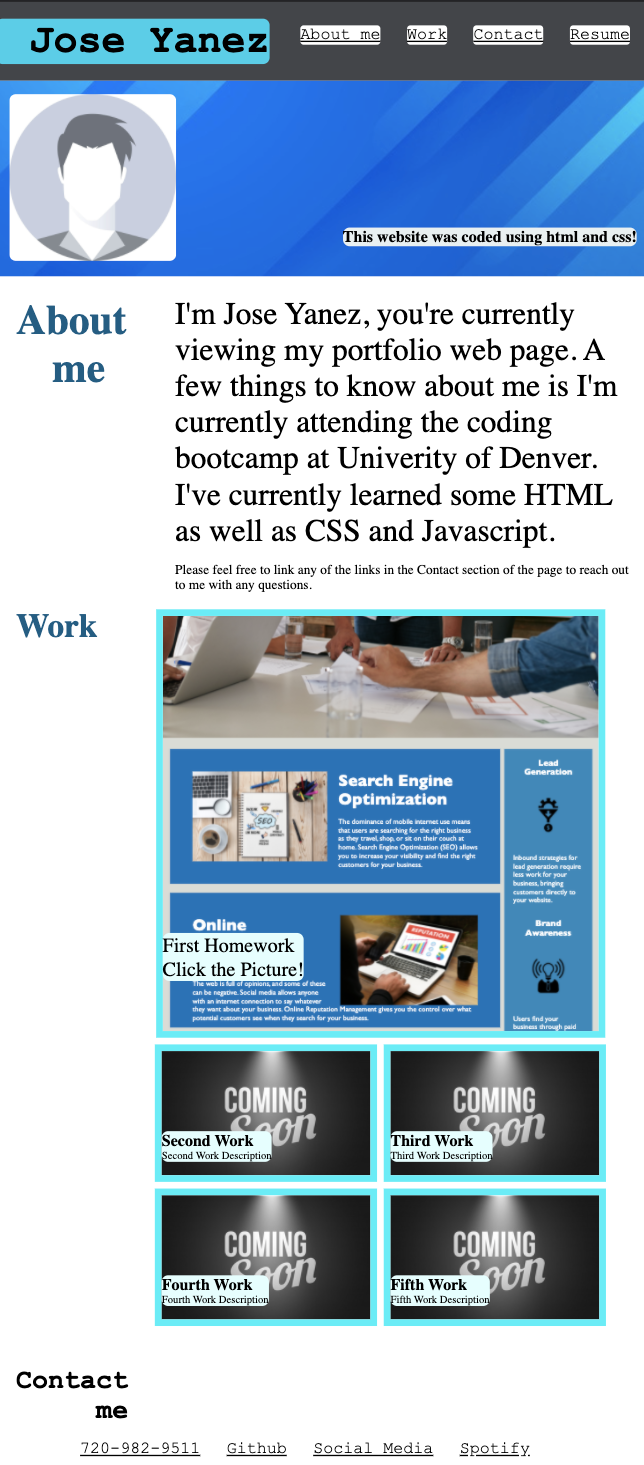 Jose Yanez
About me Work Contact Resume
This website was coded using html and css!
About
me
I'm Jose Yanez, you're currently
viewing my portfolio web page. A
few things to know about me is I'm
currently attending the coding
bootcamp at Univerity of Denver.
I've currently learned some HTML
as well as CSS and Javascript.
Please feel free to link any of the links in the Contact section of the page to reach out
to me with any questions.
Work
Search Engine
Optimization
The dominance of mobile internet use means
that users are searching for the right business
as they travel, shop, or sit on their couch at
home. Search Engine Optimization (SEO) allows
you to increase your visibility and find the right
customers for your business.
SEO
Lead
Generation
Inbound strategies for
lead generation require
less work for your
business, bringing
customers directly to
your website.
Brand
Awareness
Users find your
business through paid
Online
REPUTATION
First Homework
Click the Picture!
The web is full of opinions, and some of these
can be negative. Social media allows anyone
with an internet connection to say whatever
they want about your business. Online Reputation Management gives you the control over what
potential customers see when they search for your business.
COMING
Soon
Second Work
Second Work Description
COMING
Soon
Third Work
Third Work Description
COMING
Soon
Fourth Work
Fourth Work Description
COMING
Soon
Fifth Work
Fifth Work Description
Contact
me
720-982-9511 Github Social Media Spotify